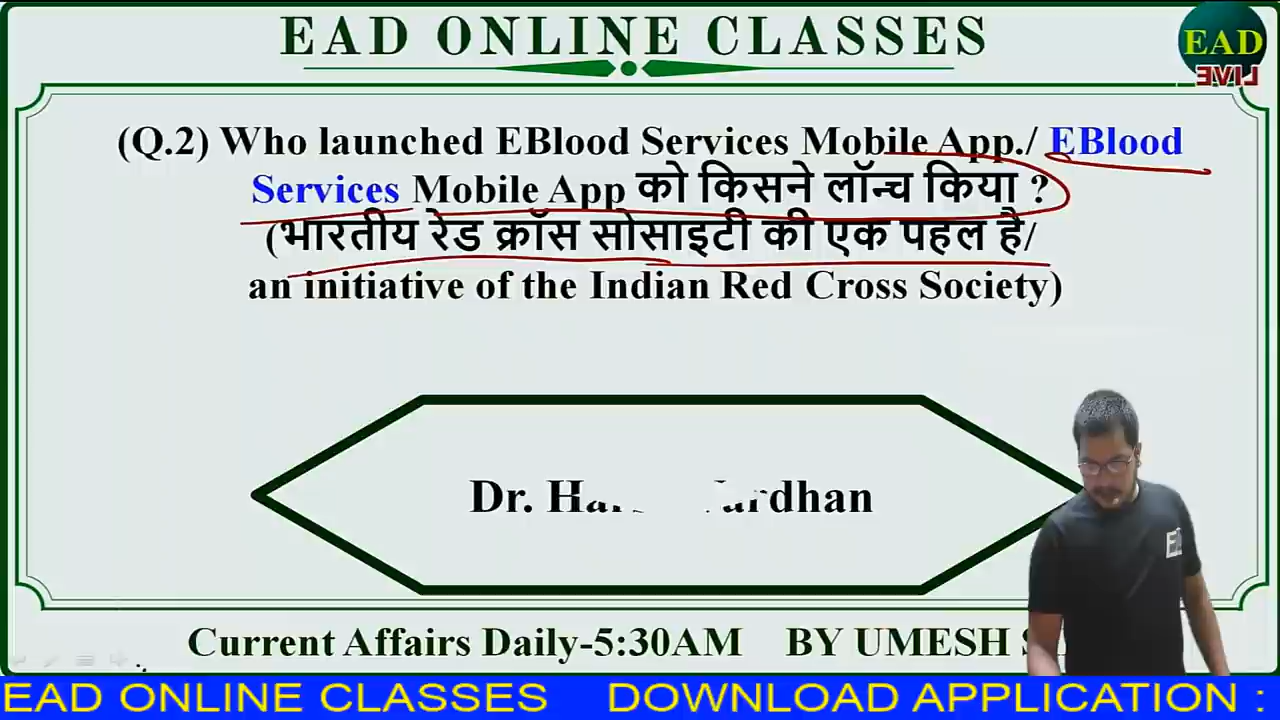 EAD ONLINE CLASSES
EAD
LIVE
(Q.2) Who launched EBlood Services Mobile App./ EBlood
Services Mobile App को किसने लॉन्च किया ?
(भारतीय रेड क्रॉस सोसाइटी की एक पहल है/
an initiative of the Indian Red Cross Society)
Dr.
Current Affairs Daily-5:30AM BY UMESH
EAD ONLINE CLASSES DOWNLOAD APPLICATION :